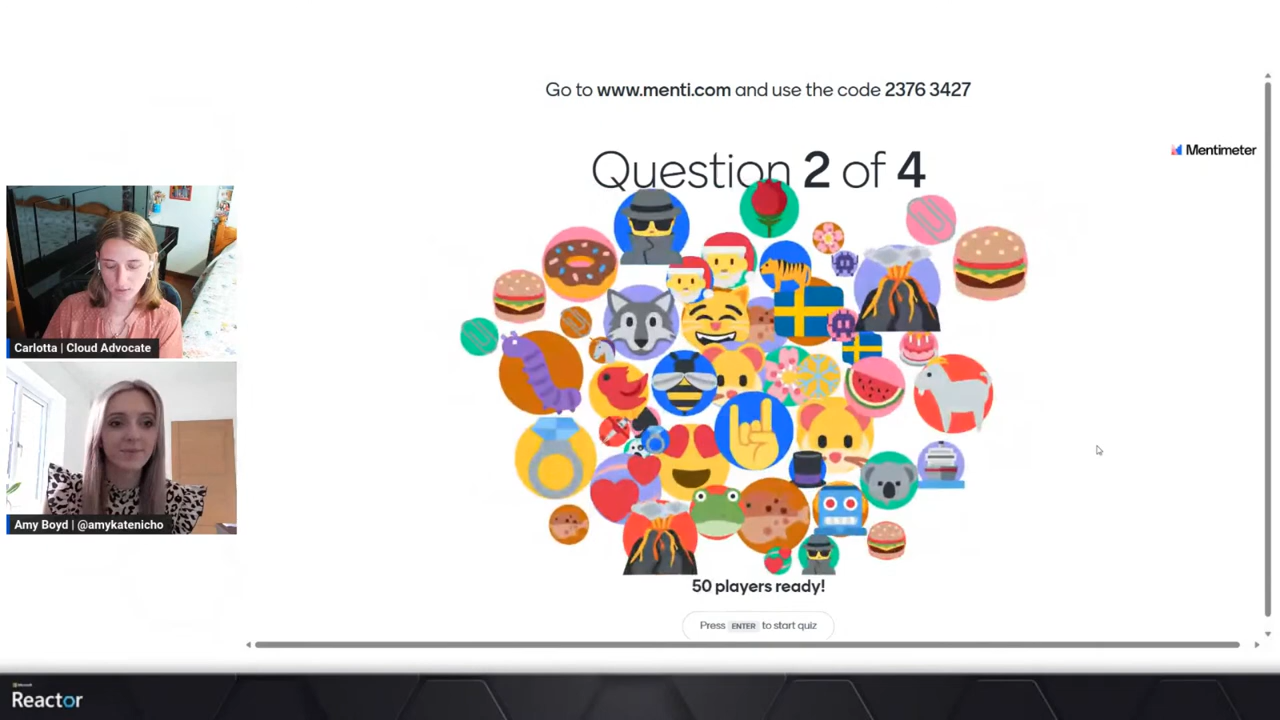 Go to www.menti.com and use the code 2376 3427
Mentimeter
Question 2 of 4
Carlotta | Cloud Advocate
Amy Boyd | @amykatenicho
50 players ready!
Press ENTER to start quiz
Microsoft
Reactor